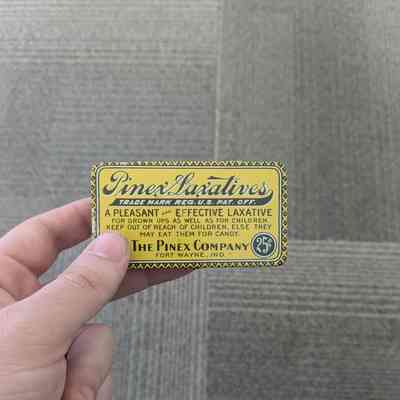 Pinex Laxatives
TRADE MARK REG. U.S. PAT. OFF.
A PLEASANT AND EFFECTIVE LAXATIVE
FOR GROWN UPS AS WELL AS FOR CHILDREN.
KEEP OUT OF REACH OF CHILDREN, ELSE THEY
MAY EAT THEM FOR CANDY.
THE PINEX COMPANY
FORT WAYNE, IND.
25¢